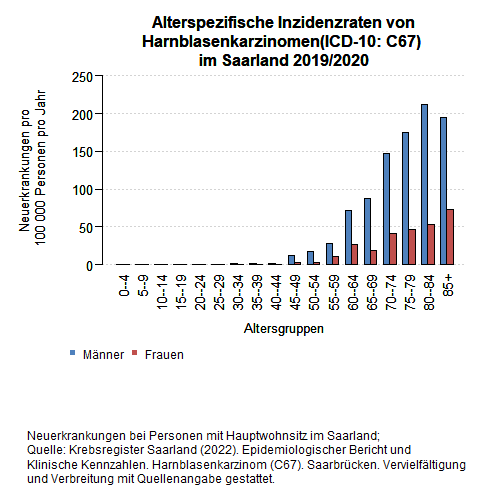 Alterspezifische Inzidenzraten von
Harnblasenkarzinomen(ICD-10: C67)
im Saarland 2019/2020
Neuerkrankungen pro
100 000 Personen pro Jahr
250
200
150
100
50
0
0--4
5--9
10--14
15--19
20--24
25--29
30--34
35--39
40--44
45--49
50--54
55--59
60--64
65--69
70--74
75--79
80--84
85+
Altersgruppen
Männer
Frauen
Neuerkrankungen bei Personen mit Hauptwohnsitz im Saarland;
Quelle: Krebsregister Saarland (2022). Epidemiologischer Bericht und
Klinische Kennzahlen. Harnblasenkarzinom (C67). Saarbrücken. Vervielfältigung
und Verbreitung mit Quellenangabe gestattet.